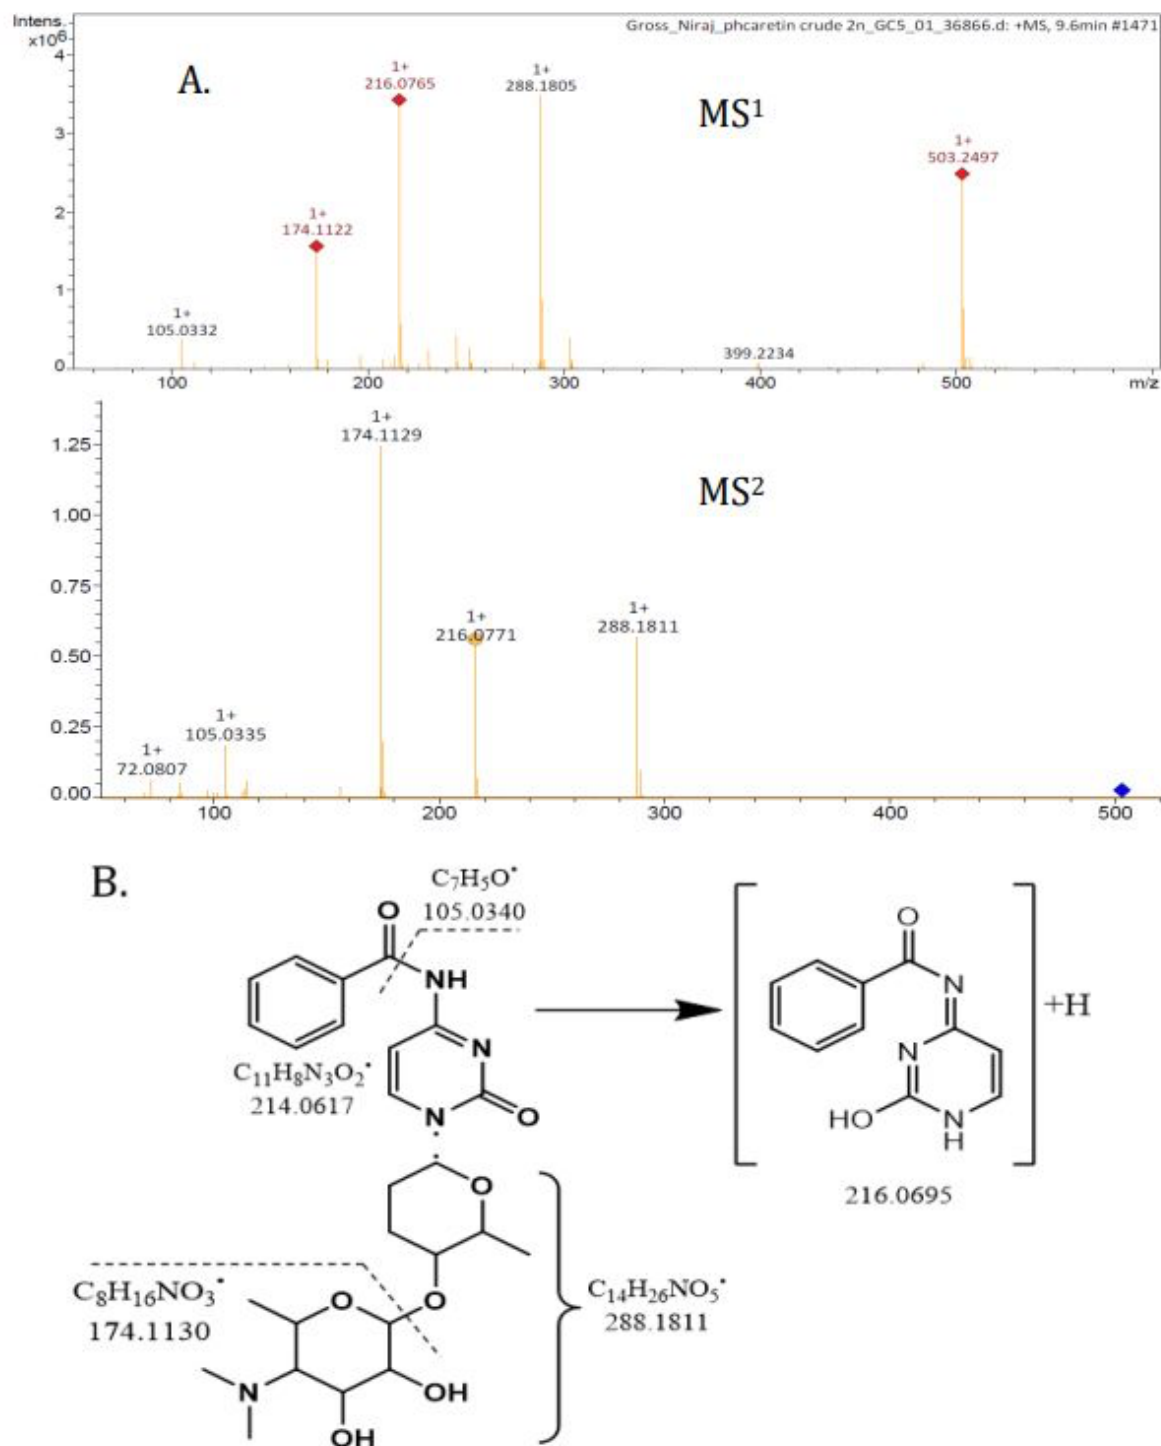 Intens.
x10⁶
Gross_Niraj_phcaretin crude 2n_GC5_01_36866.d: +MS, 9.6min #1471
4
3
2
1
0
A.
MS¹
1+
216.0765
1+
288.1805
1+
503.2497
1+
174.1122
1+
105.0332
399.2234
100 200 300 400 500 m/z
1.25
1.00
0.75
0.50
0.25
0.00
1+
174.1129
MS²
1+
216.0771
1+
288.1811
1+
105.0335
1+
72.0807
100 200 300 400 500
B.
C₇H₅O•
105.0340
O
NH
N
N
O
C₁₁H₈N₃O₂•
214.0617
O
N
N
HO
N
H
+H
216.0695
O
O
O
C₈H₁₆NO₃•
174.1130
N
OH
OH
C₁₄H₂₆NO₅•
288.1811